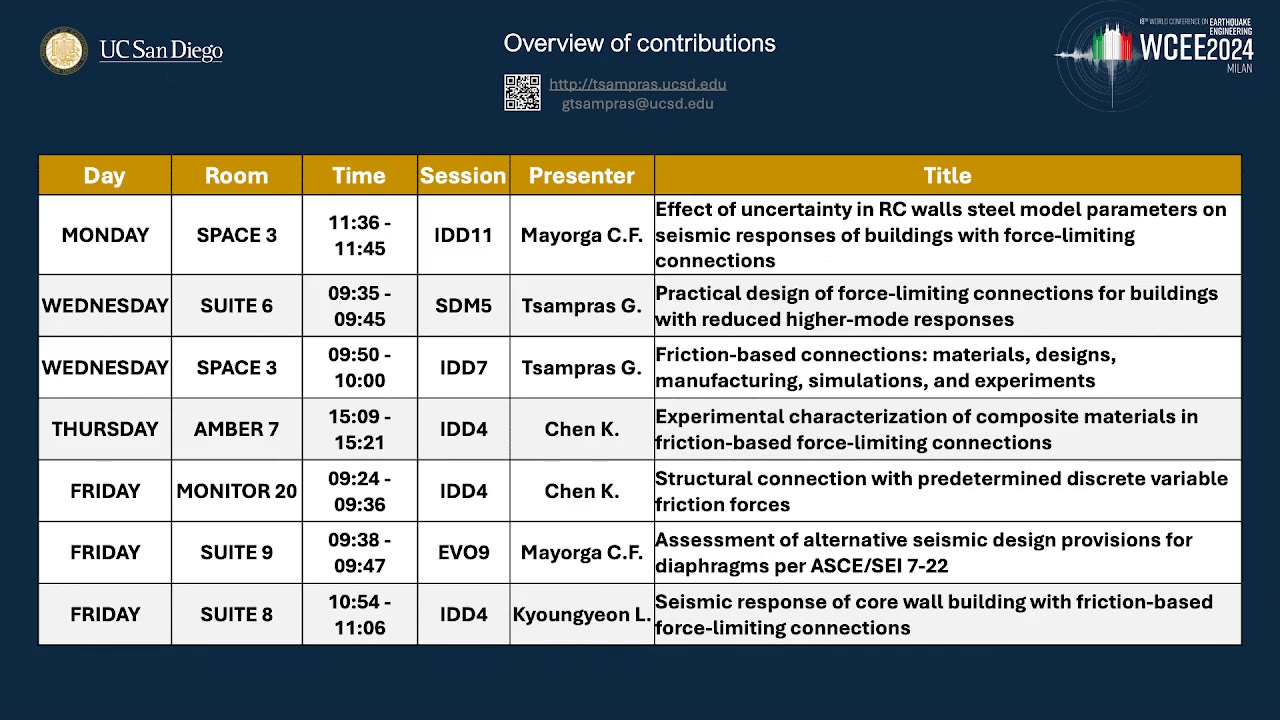 UC San Diego
Overview of contributions
http://tsampras.ucsd.edu
gtsampras@ucsd.edu
18TH WORLD CONFERENCE ON EARTHQUAKE
ENGINEERING
WCEE2024
MILAN
Day Room Time Session Presenter Title
MONDAY SPACE 3 11:36 - 11:45 IDD11 Mayorga C.F. Effect of uncertainty in RC walls steel model parameters on
seismic responses of buildings with force-limiting
connections
WEDNESDAY SUITE 6 09:35 - 09:45 SDM5 Tsampras G. Practical design of force-limiting connections for buildings
with reduced higher-mode responses
WEDNESDAY SPACE 3 09:50 - 10:00 IDD7 Tsampras G. Friction-based connections: materials, designs,
manufacturing, simulations, and experiments
THURSDAY AMBER 7 15:09 - 15:21 IDD4 Chen K. Experimental characterization of composite materials in
friction-based force-limiting connections
FRIDAY MONITOR 20 09:24 - 09:36 IDD4 Chen K. Structural connection with predetermined discrete variable
friction forces
FRIDAY SUITE 9 09:38 - 09:47 EVO9 Mayorga C.F. Assessment of alternative seismic design provisions for
diaphragms per ASCE/SEI 7-22
FRIDAY SUITE 8 10:54 - 11:06 IDD4 Kyoungyeon L. Seismic response of core wall building with friction-based
force-limiting connections